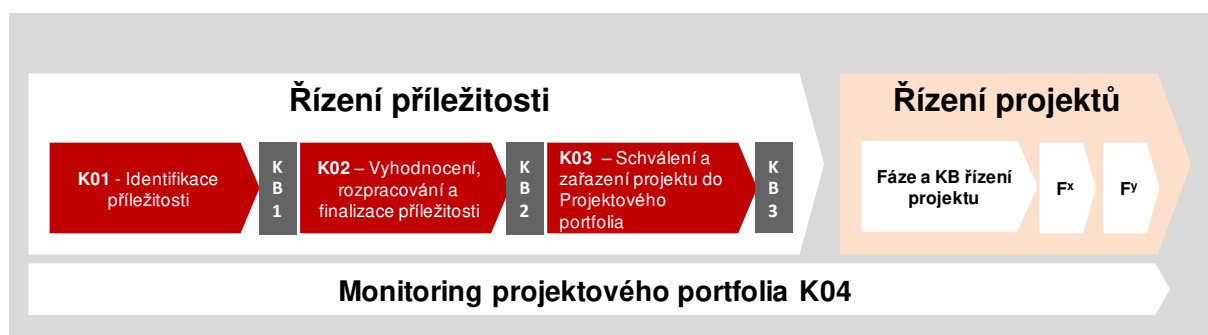 Řízení příležitosti
K01 - Identifikace
příležitosti
K
B
1
K02 – Vyhodnocení,
rozpracování a
finalizace příležitosti
K
B
2
K03 – Schválení a
zařazení projektu do
Projektového
portfolia
K
B
3
Řízení projektů
Fáze a KB řízení
projektu
Fˣ
Fʸ
Monitoring projektového portfolia K04